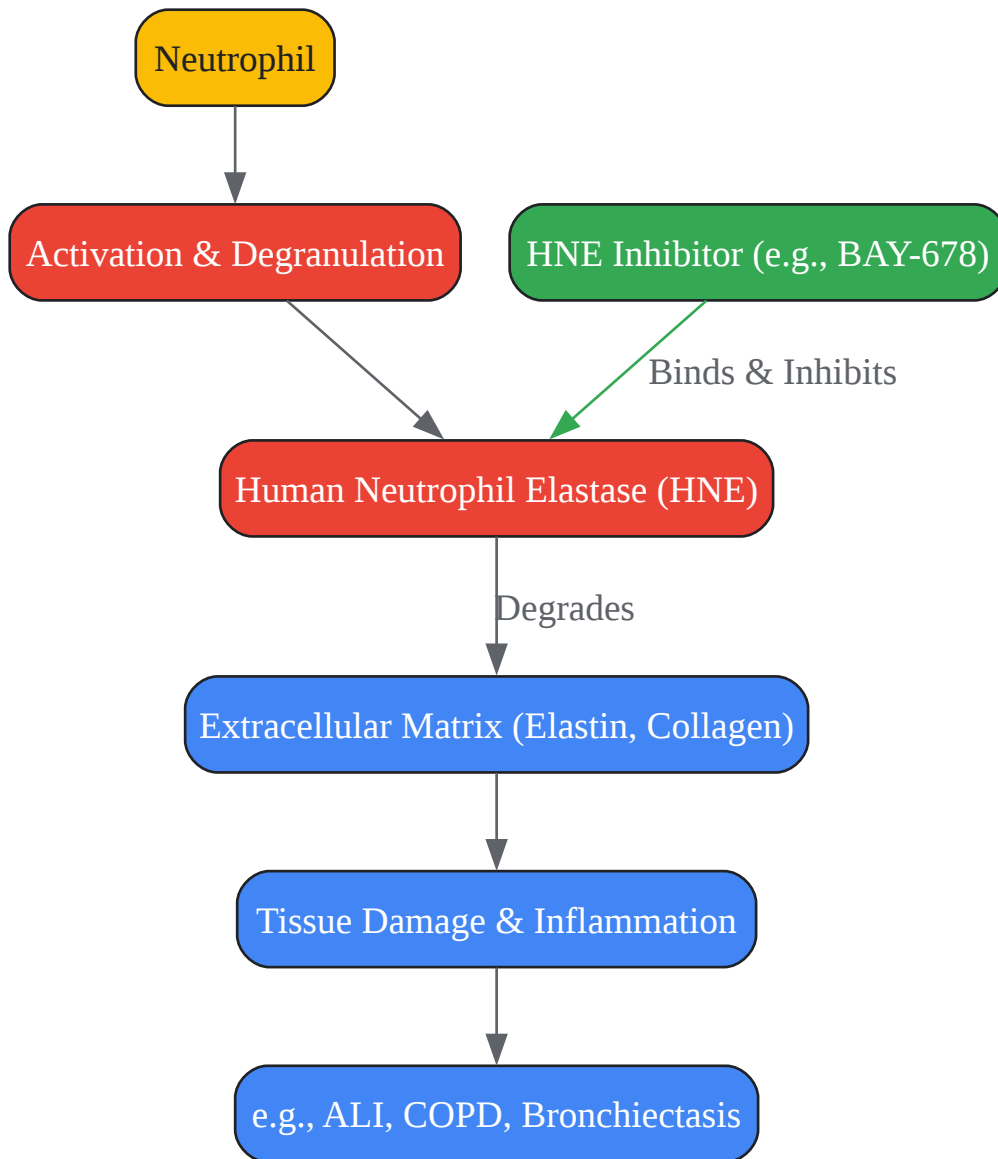 Neutrophil
Activation & Degranulation
HNE Inhibitor (e.g., BAY-678)
Binds & Inhibits
Human Neutrophil Elastase (HNE)
Degrades
Extracellular Matrix (Elastin, Collagen)
Tissue Damage & Inflammation
e.g., ALI, COPD, Bronchiectasis